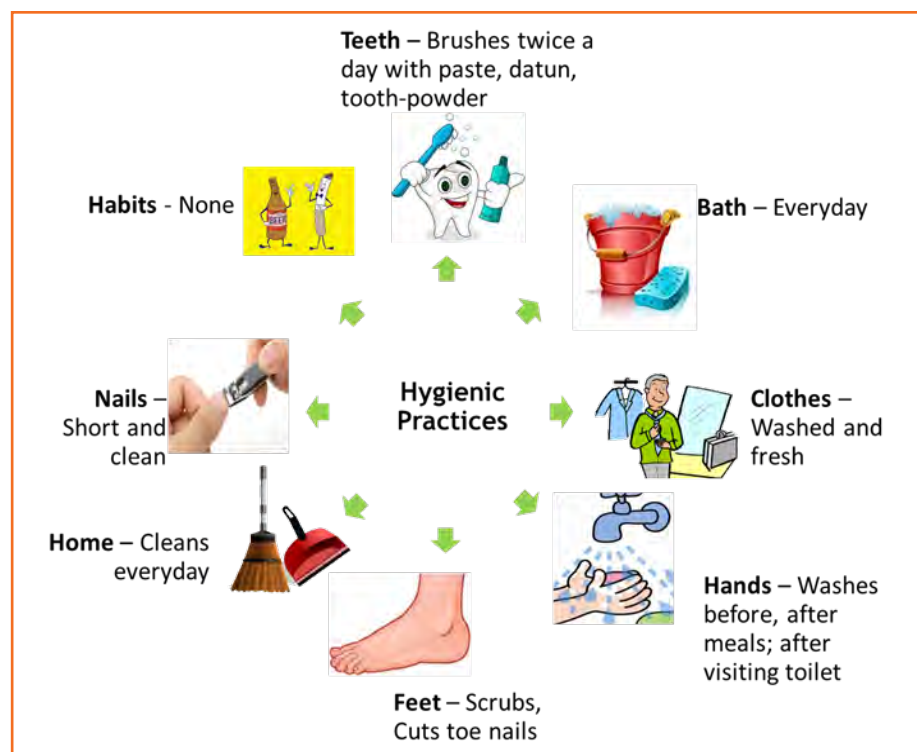 Teeth – Brushes twice a
day with paste, datun,
tooth-powder
Habits - None
BEER
Bath – Everyday
Nails –
Short and
clean
Hygienic
Practices
Clothes –
Washed and
fresh
Home – Cleans
everyday
Hands – Washes
before, after
meals; after
visiting toilet
Feet – Scrubs,
Cuts toe nails